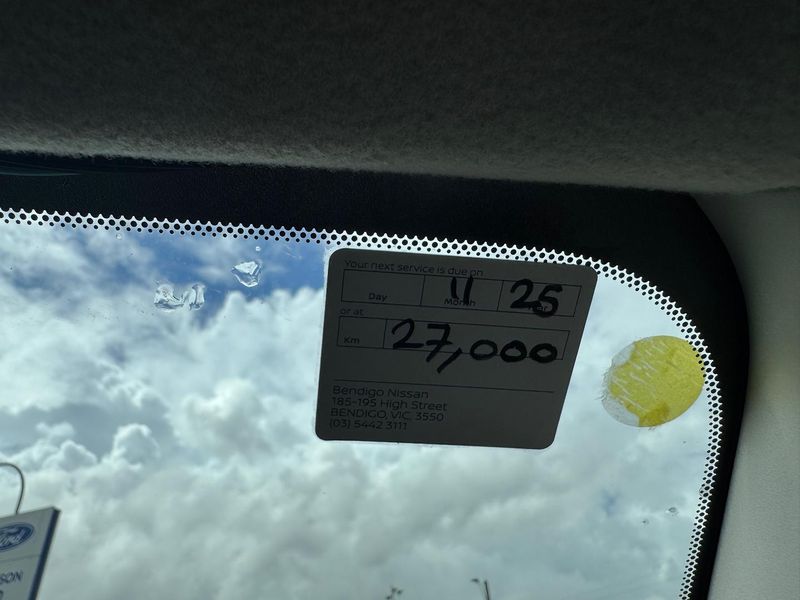 Your next service is due on
Day 11 Month 25 Year
or at
Km 27,000
Bendigo Nissan
185-195 High Street
BENDIGO, VIC, 3550
(03) 5442 3111
Ford